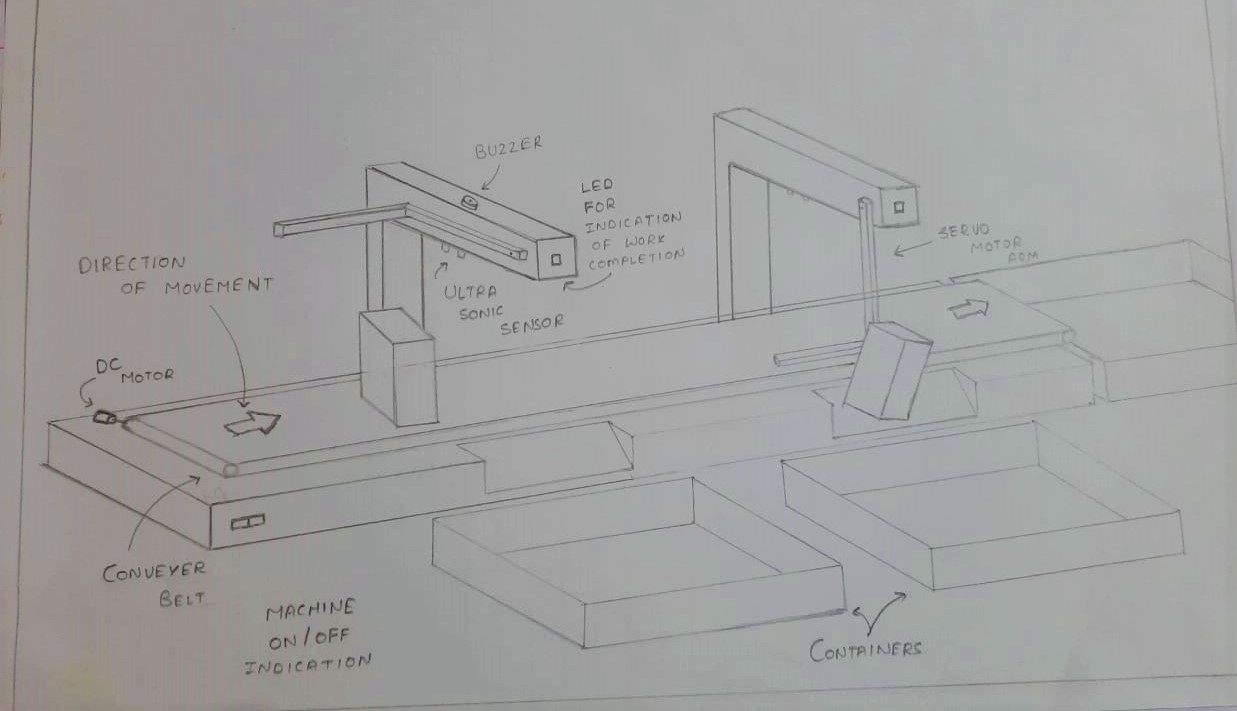 BUZZER
LED
FOR
INDICATION
OF WORK
COMPLETION
SERVO
MOTOR
ARM
DIRECTION
OF MOVEMENT
ULTRA
SONIC
SENSOR
DC
MOTOR
CONVEYER
BELT
MACHINE
ON/OFF
INDICATION
CONTAINERS